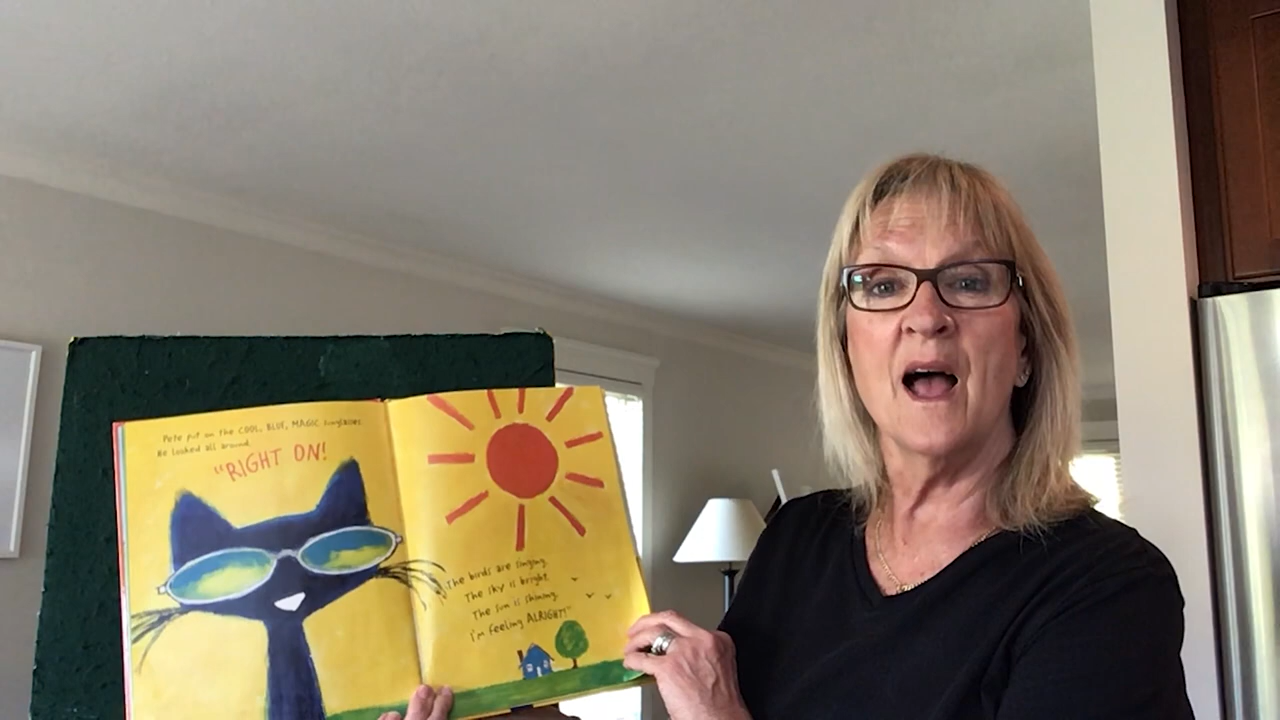 Pete put on the COOL, BLUE, MAGIC sunglasses.
He looked all around.
"RIGHT ON!
The birds are singing.
The sky is bright.
The sun is shining.
I'm feeling ALRIGHT!"